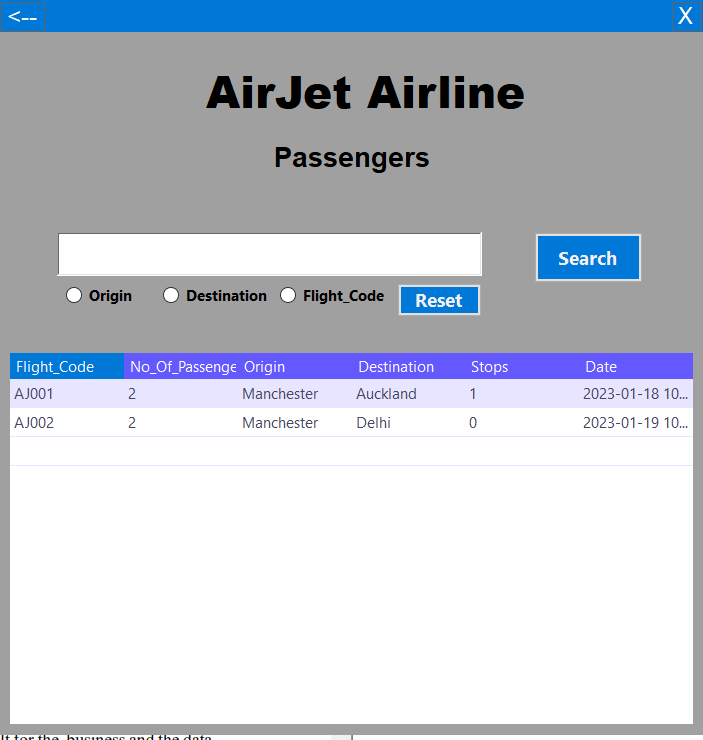 <-- X
AirJet Airline
Passengers
Search
Origin Destination Flight_Code Reset
Flight_Code No_Of_Passenge Origin Destination Stops Date
AJ001 2 Manchester Auckland 1 2023-01-18 10...
AJ002 2 Manchester Delhi 0 2023-01-19 10...
lt for the business and the data